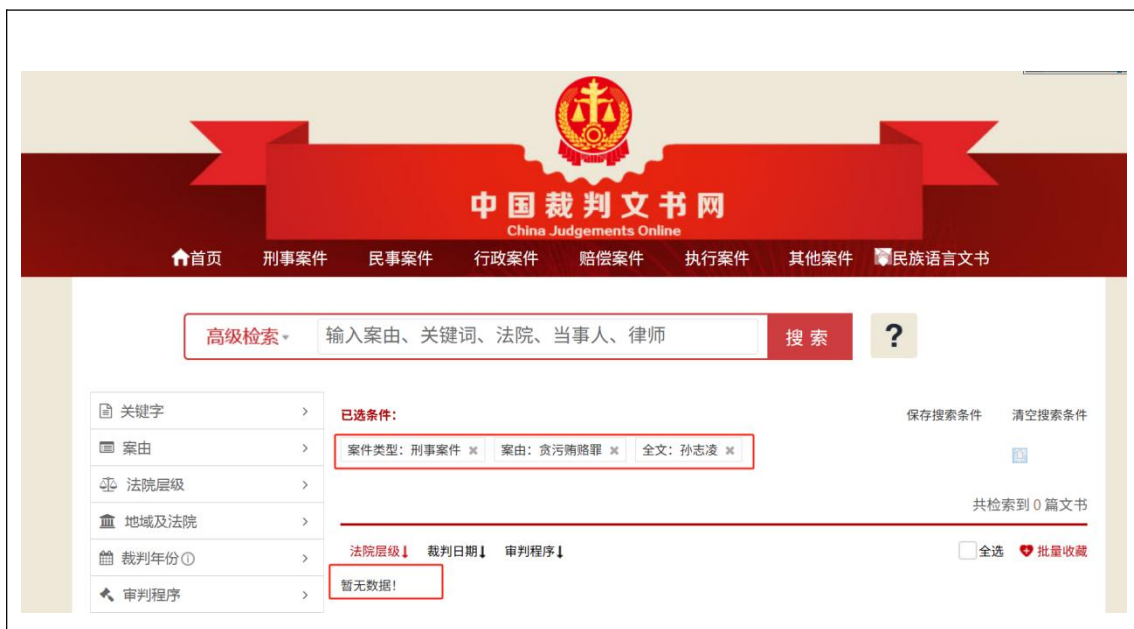 中国裁判文书网
China Judgements Online
首页 刑事案件 民事案件 行政案件 赔偿案件 执行案件 其他案件 民族语言文书
高级检索 输入案由、关键词、法院、当事人、律师 搜索 ?
关键字
已选条件： 保存搜索条件 清空搜索条件
案由
案件类型：刑事案件 × 案由：贪污贿赂罪 × 全文：孙志凌 ×
法院层级
地域及法院
共检索到 0 篇文书
裁判年份
法院层级 裁判日期 审判程序 全选 批量收藏
审判程序
暂无数据！